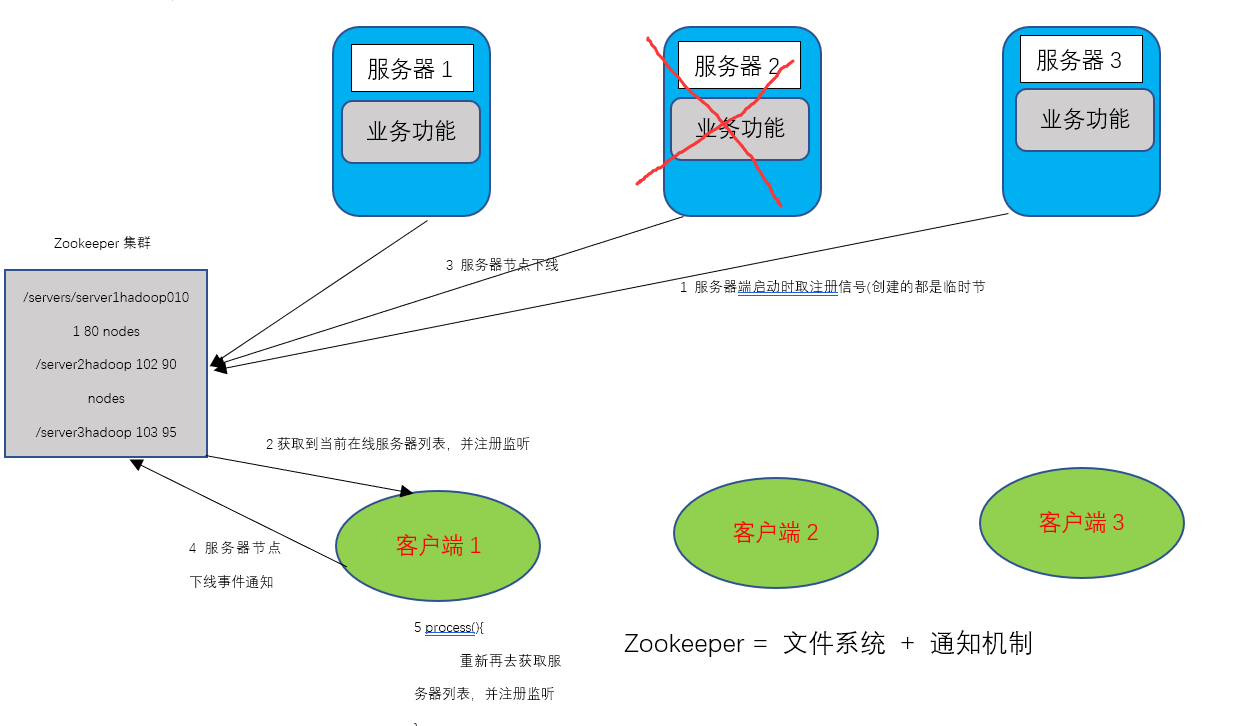 服务器 1
业务功能
服务器 2
业务功能
服务器 3
业务功能
Zookeeper 集群
/servers/server1hadoop010
1 80 nodes
/server2hadoop 102 90
nodes
/server3hadoop 103 95
3 服务器节点下线
1 服务器端启动时取注册信号(创建的都是临时节
2 获取到当前在线服务器列表，并注册监听
4 服务器节点
下线事件通知
客户端 1
客户端 2
客户端 3
5 process(){
重新再去获取服
务器列表，并注册监听
Zookeeper = 文件系统 + 通知机制